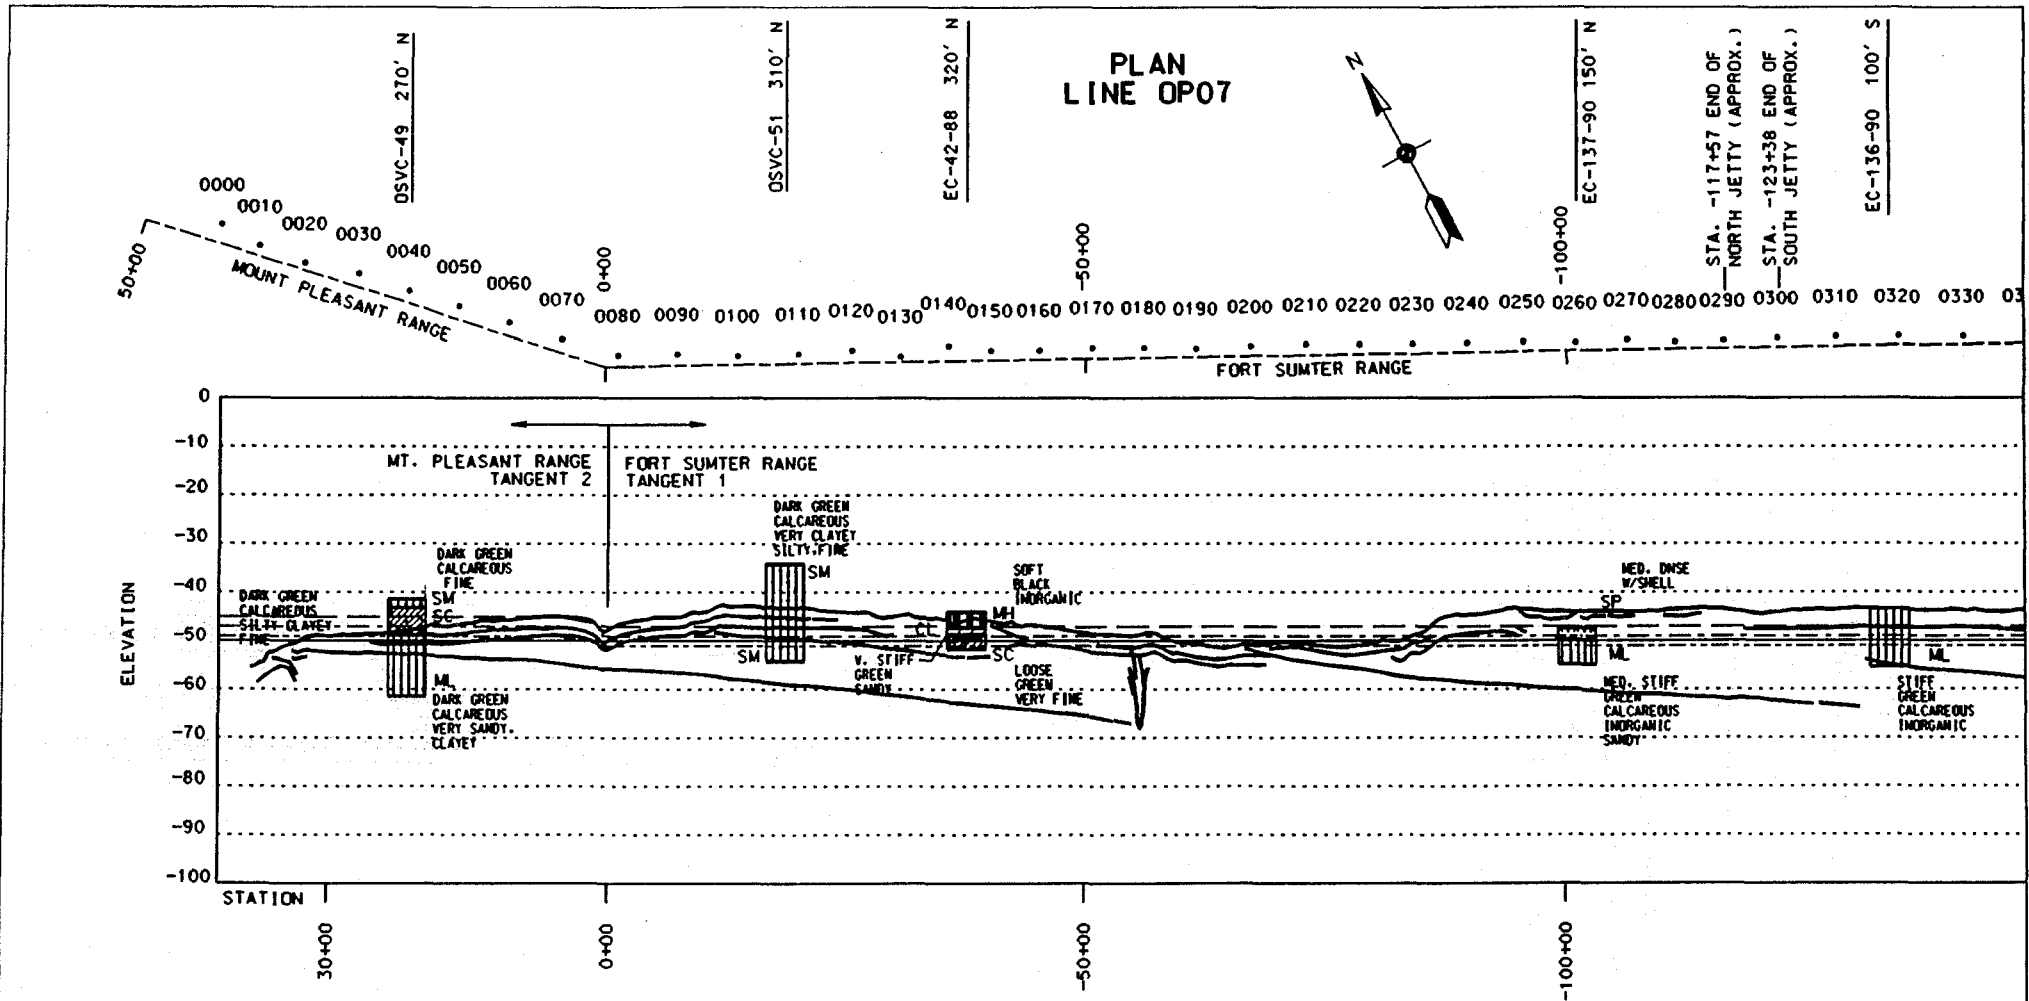 OSVC-49 270' N
OSVC-51 310' N
EC-42-88 320' N
PLAN
LINE OP07
N
EC-137-90 150' N
STA. -117+57 END OF
NORTH JETTY (APPROX.)
STA. -123+38 END OF
SOUTH JETTY (APPROX.)
EC-136-90 100' S
50+00
0000
0010
0020
0030
0040
0050
0060
0070
MOUNT PLEASANT RANGE
0+00
-50+00
-100+00
0080 0090 0100 0110 0120 0130 0140 0150 0160 0170 0180 0190 0200 0210 0220 0230 0240 0250 0260 0270 0280 0290 0300 0310 0320 0330 03
FORT SUMTER RANGE
ELEVATION
0
-10
-20
-30
-40
-50
-60
-70
-80
-90
-100
MT. PLEASANT RANGE
TANGENT 2
FORT SUMTER RANGE
TANGENT 1
DARK GREEN
CALCAREOUS
SILTY CLAYEY
FINE
DARK GREEN
CALCAREOUS
FINE
SM
SC
ML
DARK GREEN
CALCAREOUS
VERY SANDY.
CLAYEY
DARK GREEN
CALCAREOUS
VERY CLAYEY
SILTY.FINE
SM
SM
SOFT
BLACK
INORGANIC
MH
CL
SC
V. STIFF
GREEN
SANDY
LOOSE
GREEN
VERY FINE
MED. DNSE
W/SHELL
SP
ML
MED. STIFF
GREEN
CALCAREOUS
INORGANIC
SANDY
ML
STIFF
GREEN
CALCAREOUS
INORGANIC
STATION
30+00
0+00
-50+00
-100+00